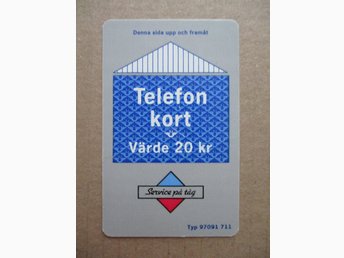 Denna sida upp och framåt
Telefon
kort
Värde 20 kr
Service på tåg
Typ 97091 711